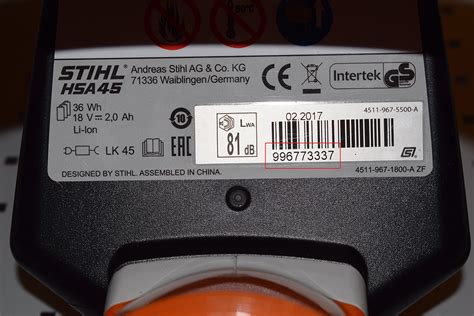 60°C
STIHL
HSA45
Andreas Stihl AG & Co. KG
71336 Waiblingen/Germany
CE
Intertek
GS
36 Wh
18 V ⎓ 2,0 Ah
Li-Ion
10
02.2017
4511-967-5500-A
LK 45
EAC
LWA
81 dB
996773337
DESIGNED BY STIHL. ASSEMBLED IN CHINA.
4511-967-1800-A ZF